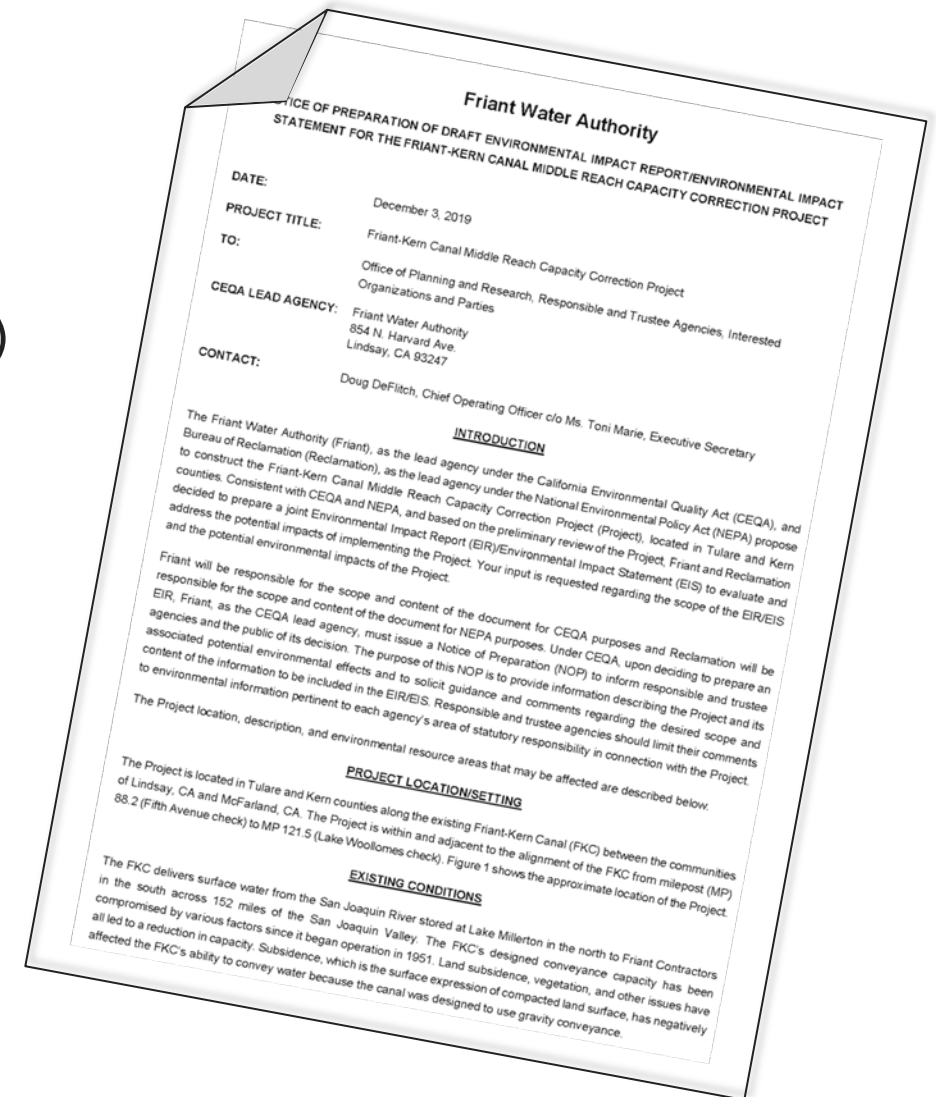 Friant Water Authority
TICE OF PREPARATION OF DRAFT ENVIRONMENTAL IMPACT REPORT/ENVIRONMENTAL IMPACT
STATEMENT FOR THE FRIANT-KERN CANAL MIDDLE REACH CAPACITY CORRECTION PROJECT
DATE: December 3, 2019
PROJECT TITLE: Friant-Kern Canal Middle Reach Capacity Correction Project
TO: Office of Planning and Research, Responsible and Trustee Agencies, Interested
Organizations and Parties
CEQA LEAD AGENCY: Friant Water Authority
854 N. Harvard Ave.
Lindsay, CA 93247
CONTACT: Doug DeFlitch, Chief Operating Officer c/o Ms. Toni Marie, Executive Secretary
INTRODUCTION
The Friant Water Authority (Friant), as the lead agency under the California Environmental Quality Act (CEQA), and
Bureau of Reclamation (Reclamation), as the lead agency under the National Environmental Policy Act (NEPA) propose
to construct the Friant-Kern Canal Middle Reach Capacity Correction Project (Project), located in Tulare and Kern
counties. Consistent with CEQA and NEPA, and based on the preliminary review of the Project, Friant and Reclamation
decided to prepare a joint Environmental Impact Report (EIR)/Environmental Impact Statement (EIS) to evaluate and
address the potential impacts of implementing the Project. Your input is requested regarding the scope of the EIR/EIS
and the potential environmental impacts of the Project.
Friant will be responsible for the scope and content of the document for CEQA purposes and Reclamation will be
responsible for the scope and content of the document for NEPA purposes. Under CEQA, upon deciding to prepare an
EIR, Friant, as the CEQA lead agency, must issue a Notice of Preparation (NOP) to inform responsible and trustee
agencies and the public of its decision. The purpose of this NOP is to provide information describing the Project and its
associated potential environmental effects and to solicit guidance and comments regarding the desired scope and
content of the information to be included in the EIR/EIS. Responsible and trustee agencies should limit their comments
to environmental information pertinent to each agency's area of statutory responsibility in connection with the Project.
The Project location, description, and environmental resource areas that may be affected are described below.
PROJECT LOCATION/SETTING
The Project is located in Tulare and Kern counties along the existing Friant-Kern Canal (FKC) between the communities
of Lindsay, CA and McFarland, CA. The Project is within and adjacent to the alignment of the FKC from milepost (MP)
88.2 (Fifth Avenue check) to MP 121.5 (Lake Woollomes check). Figure 1 shows the approximate location of the Project.
EXISTING CONDITIONS
The FKC delivers surface water from the San Joaquin River stored at Lake Millerton in the north to Friant Contractors
in the south across 152 miles of the San Joaquin Valley. The FKC's designed conveyance capacity has been
compromised by various factors since it began operation in 1951. Land subsidence, vegetation, and other issues have
all led to a reduction in capacity. Subsidence, which is the surface expression of compacted land surface, has negatively
affected the FKC's ability to convey water because the canal was designed to use gravity conveyance.
)